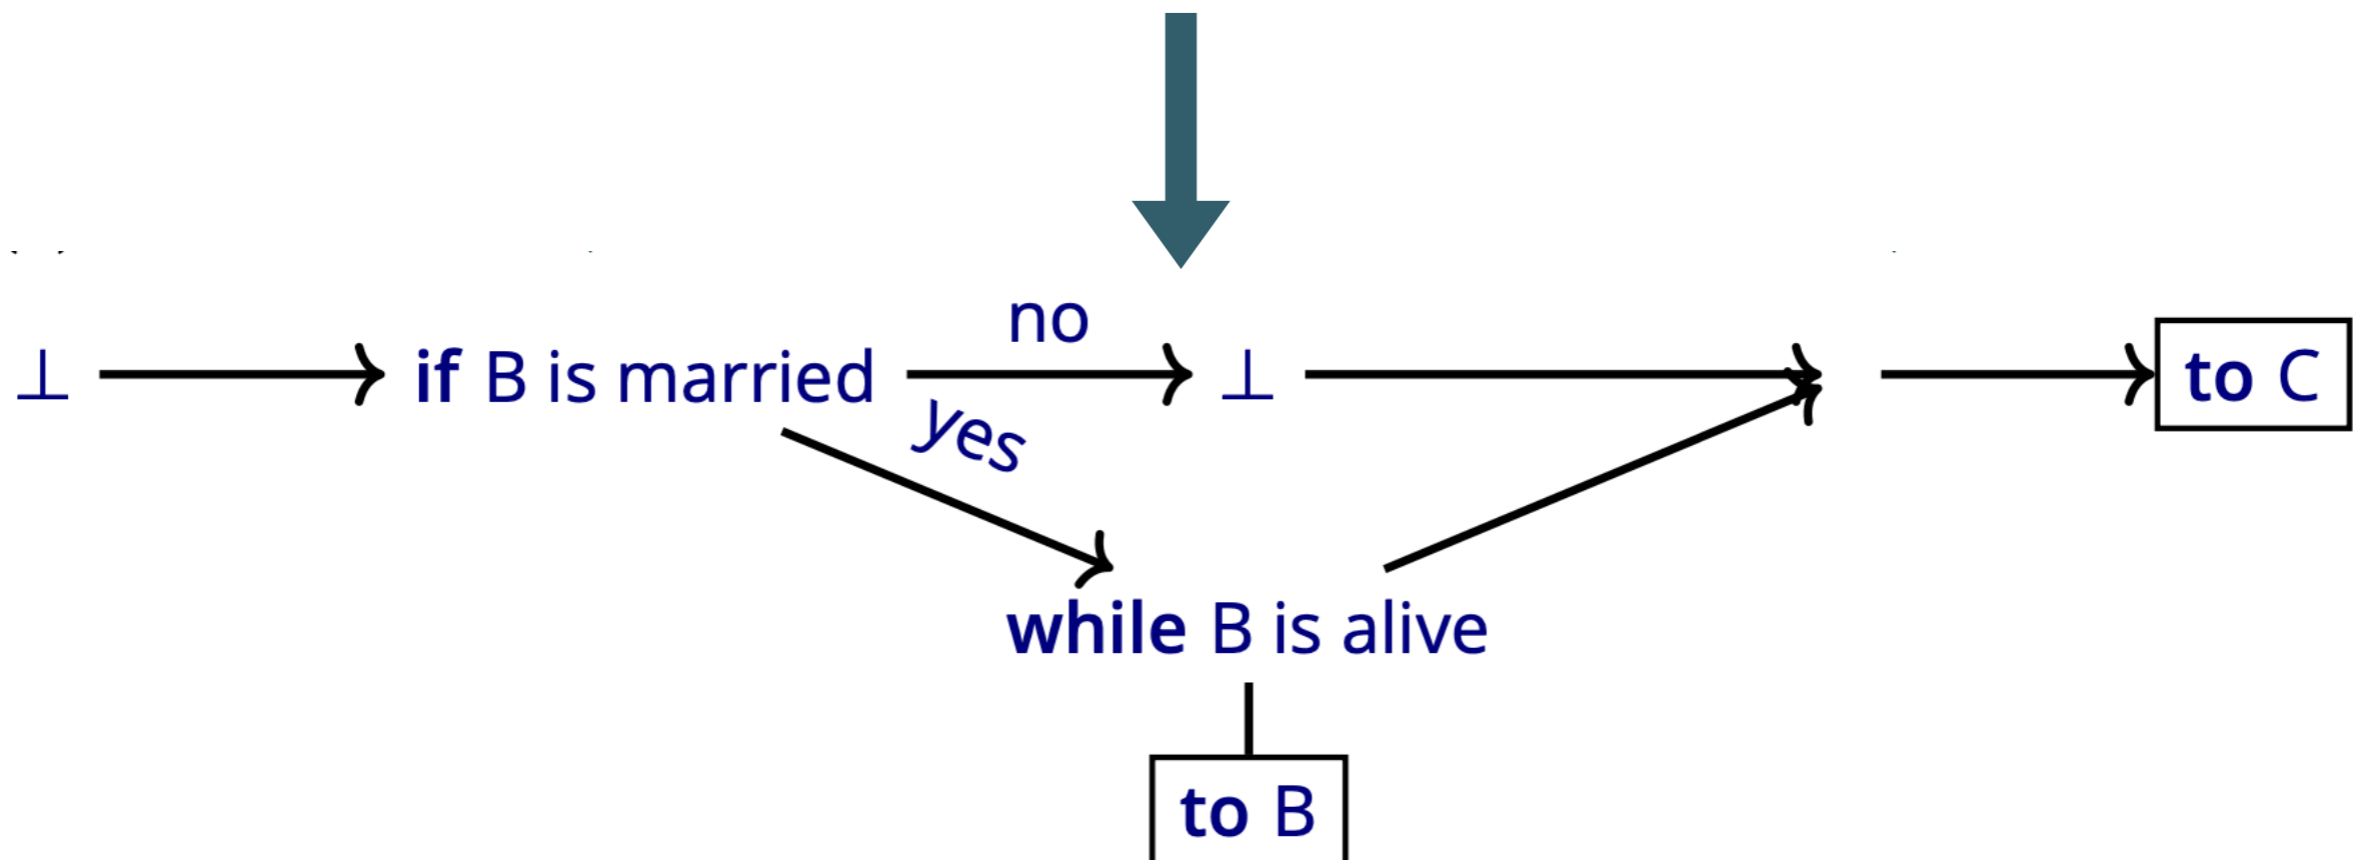 no
⊥ if B is married ⊥ to C
yes
while B is alive
to B